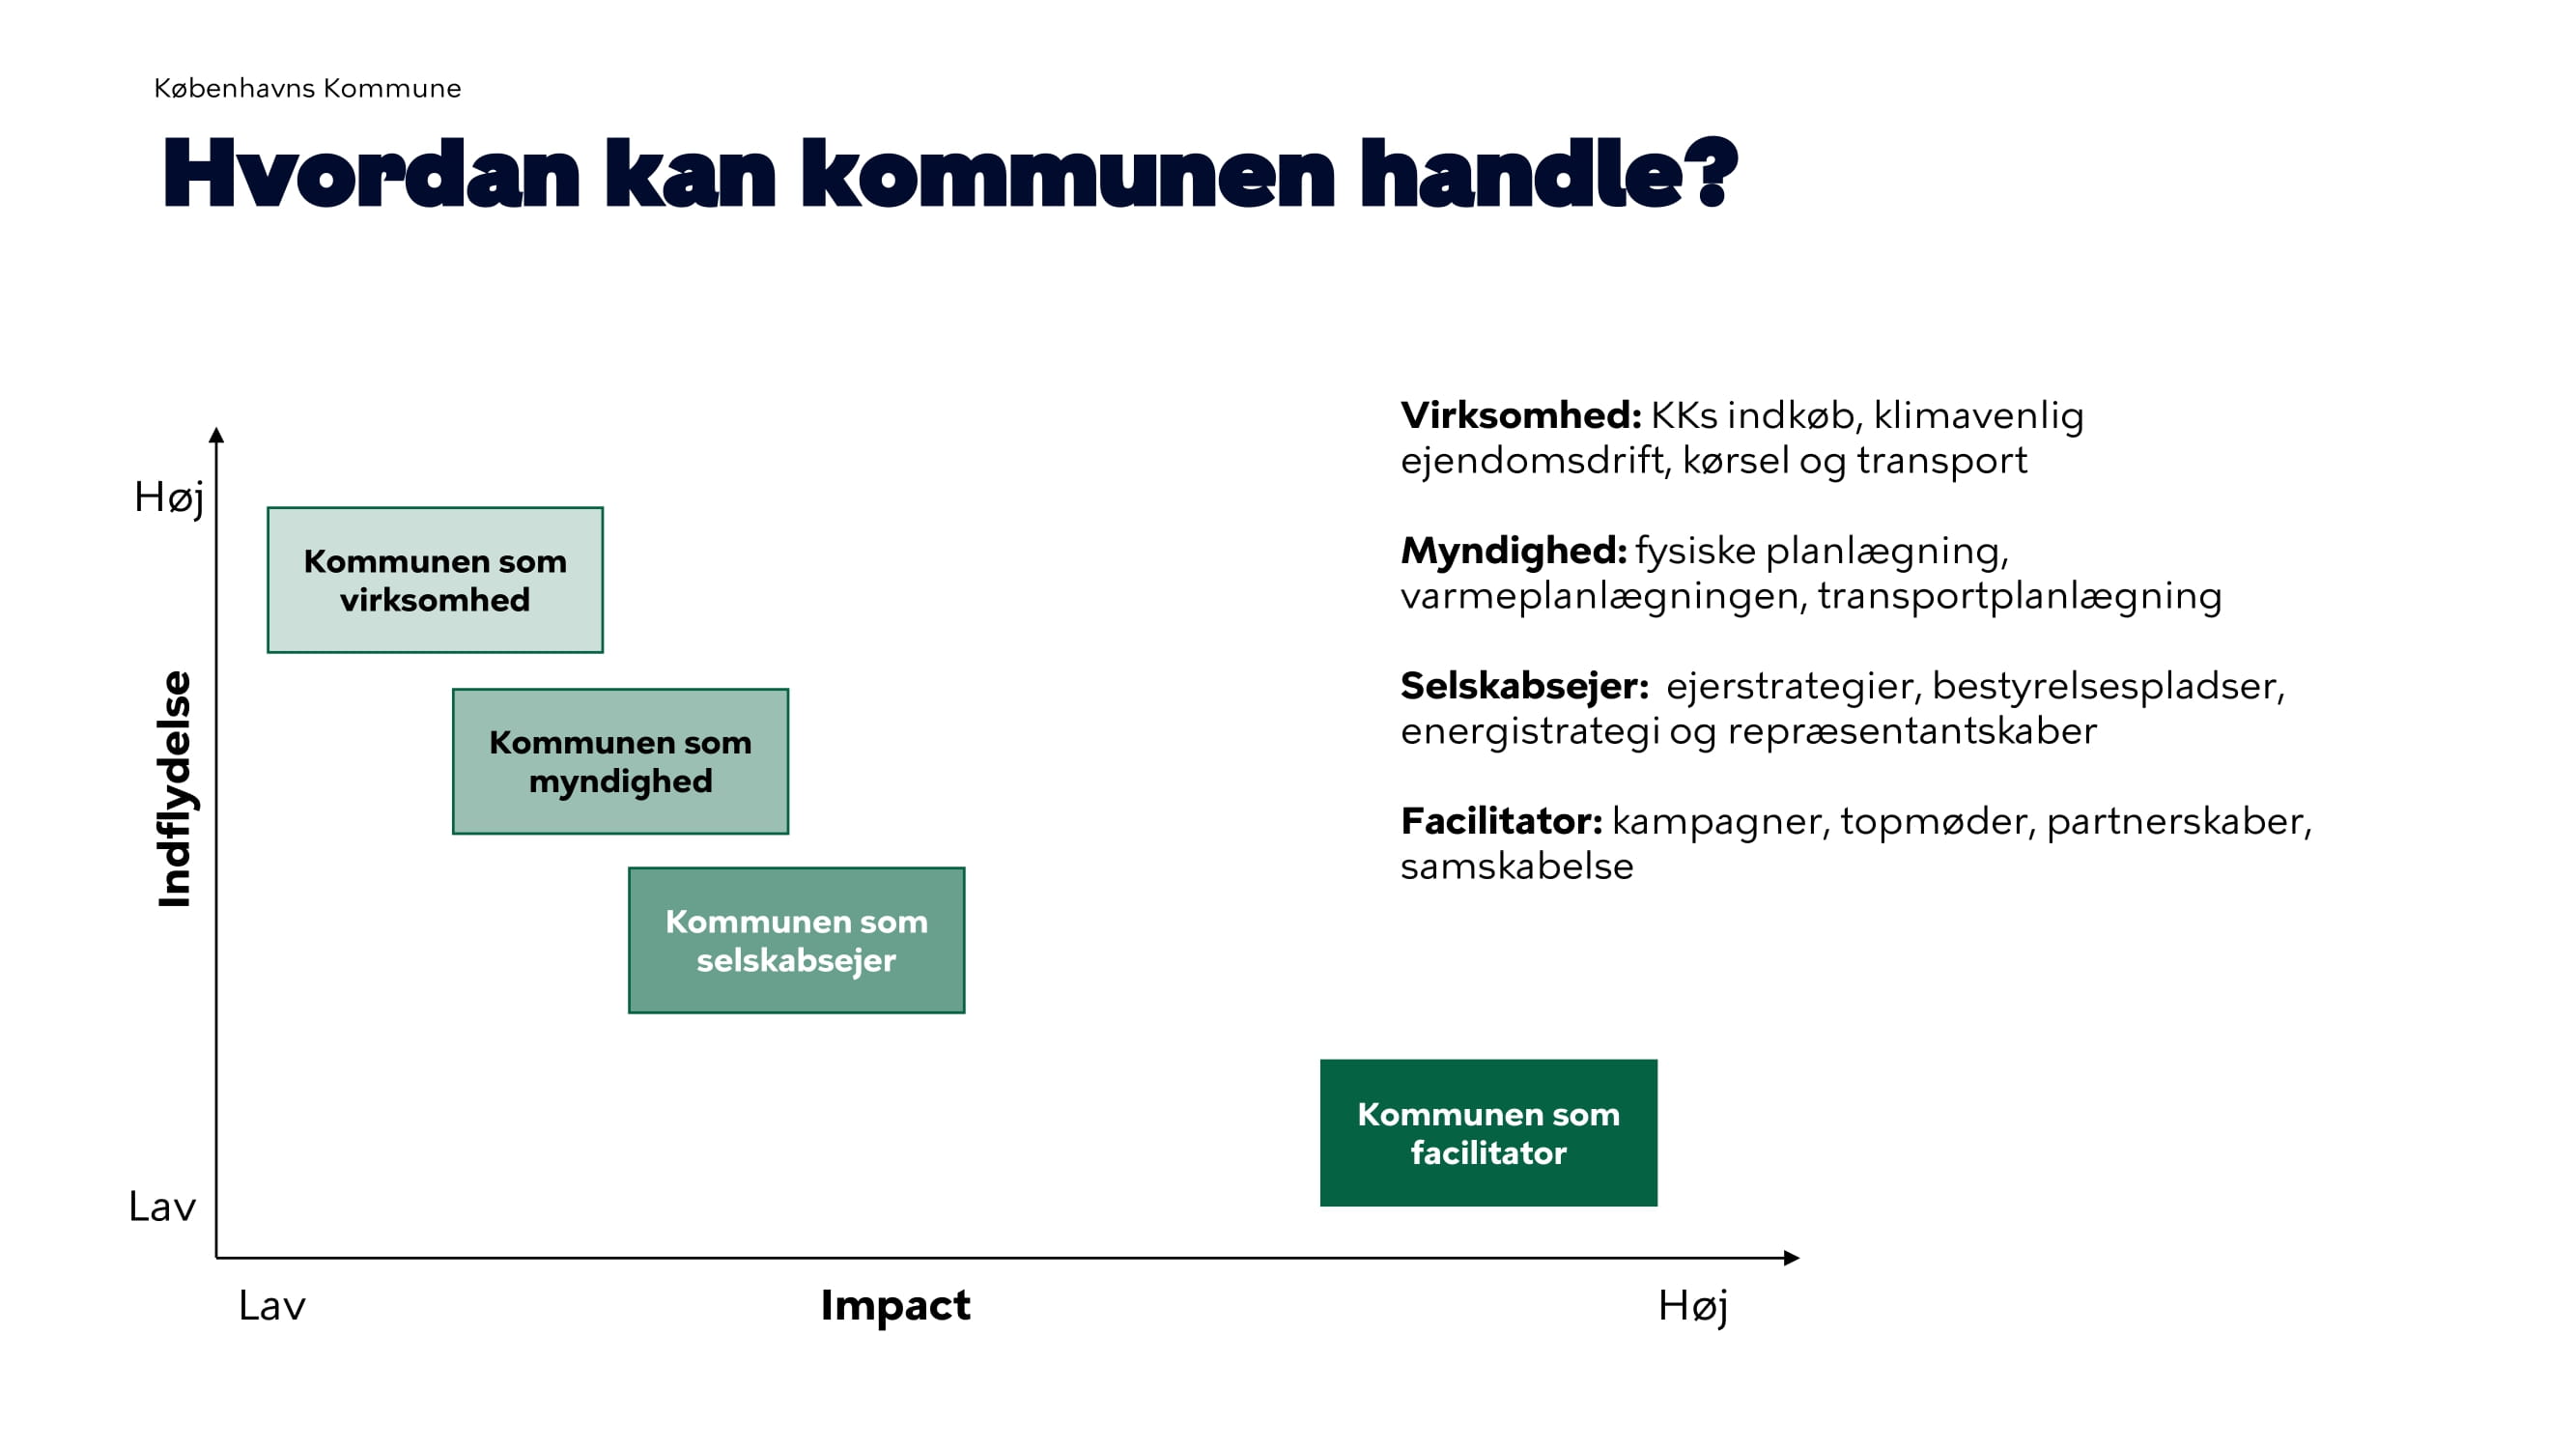 Københavns Kommune
Hvordan kan kommunen handle?
Virksomhed: KKs indkøb, klimavenlig
ejendomsdrift, kørsel og transport
Myndighed: fysiske planlægning,
varmeplanlægningen, transportplanlægning
Selskabsejer:  ejerstrategier, bestyrelsespladser,
energistrategi og repræsentantskaber
Facilitator: kampagner, topmøder, partnerskaber,
samskabelse
Høj
Indflydelse
Lav
Kommunen som
virksomhed
Kommunen som
myndighed
Kommunen som
selskabsejer
Kommunen som
facilitator
Lav
Impact
Høj